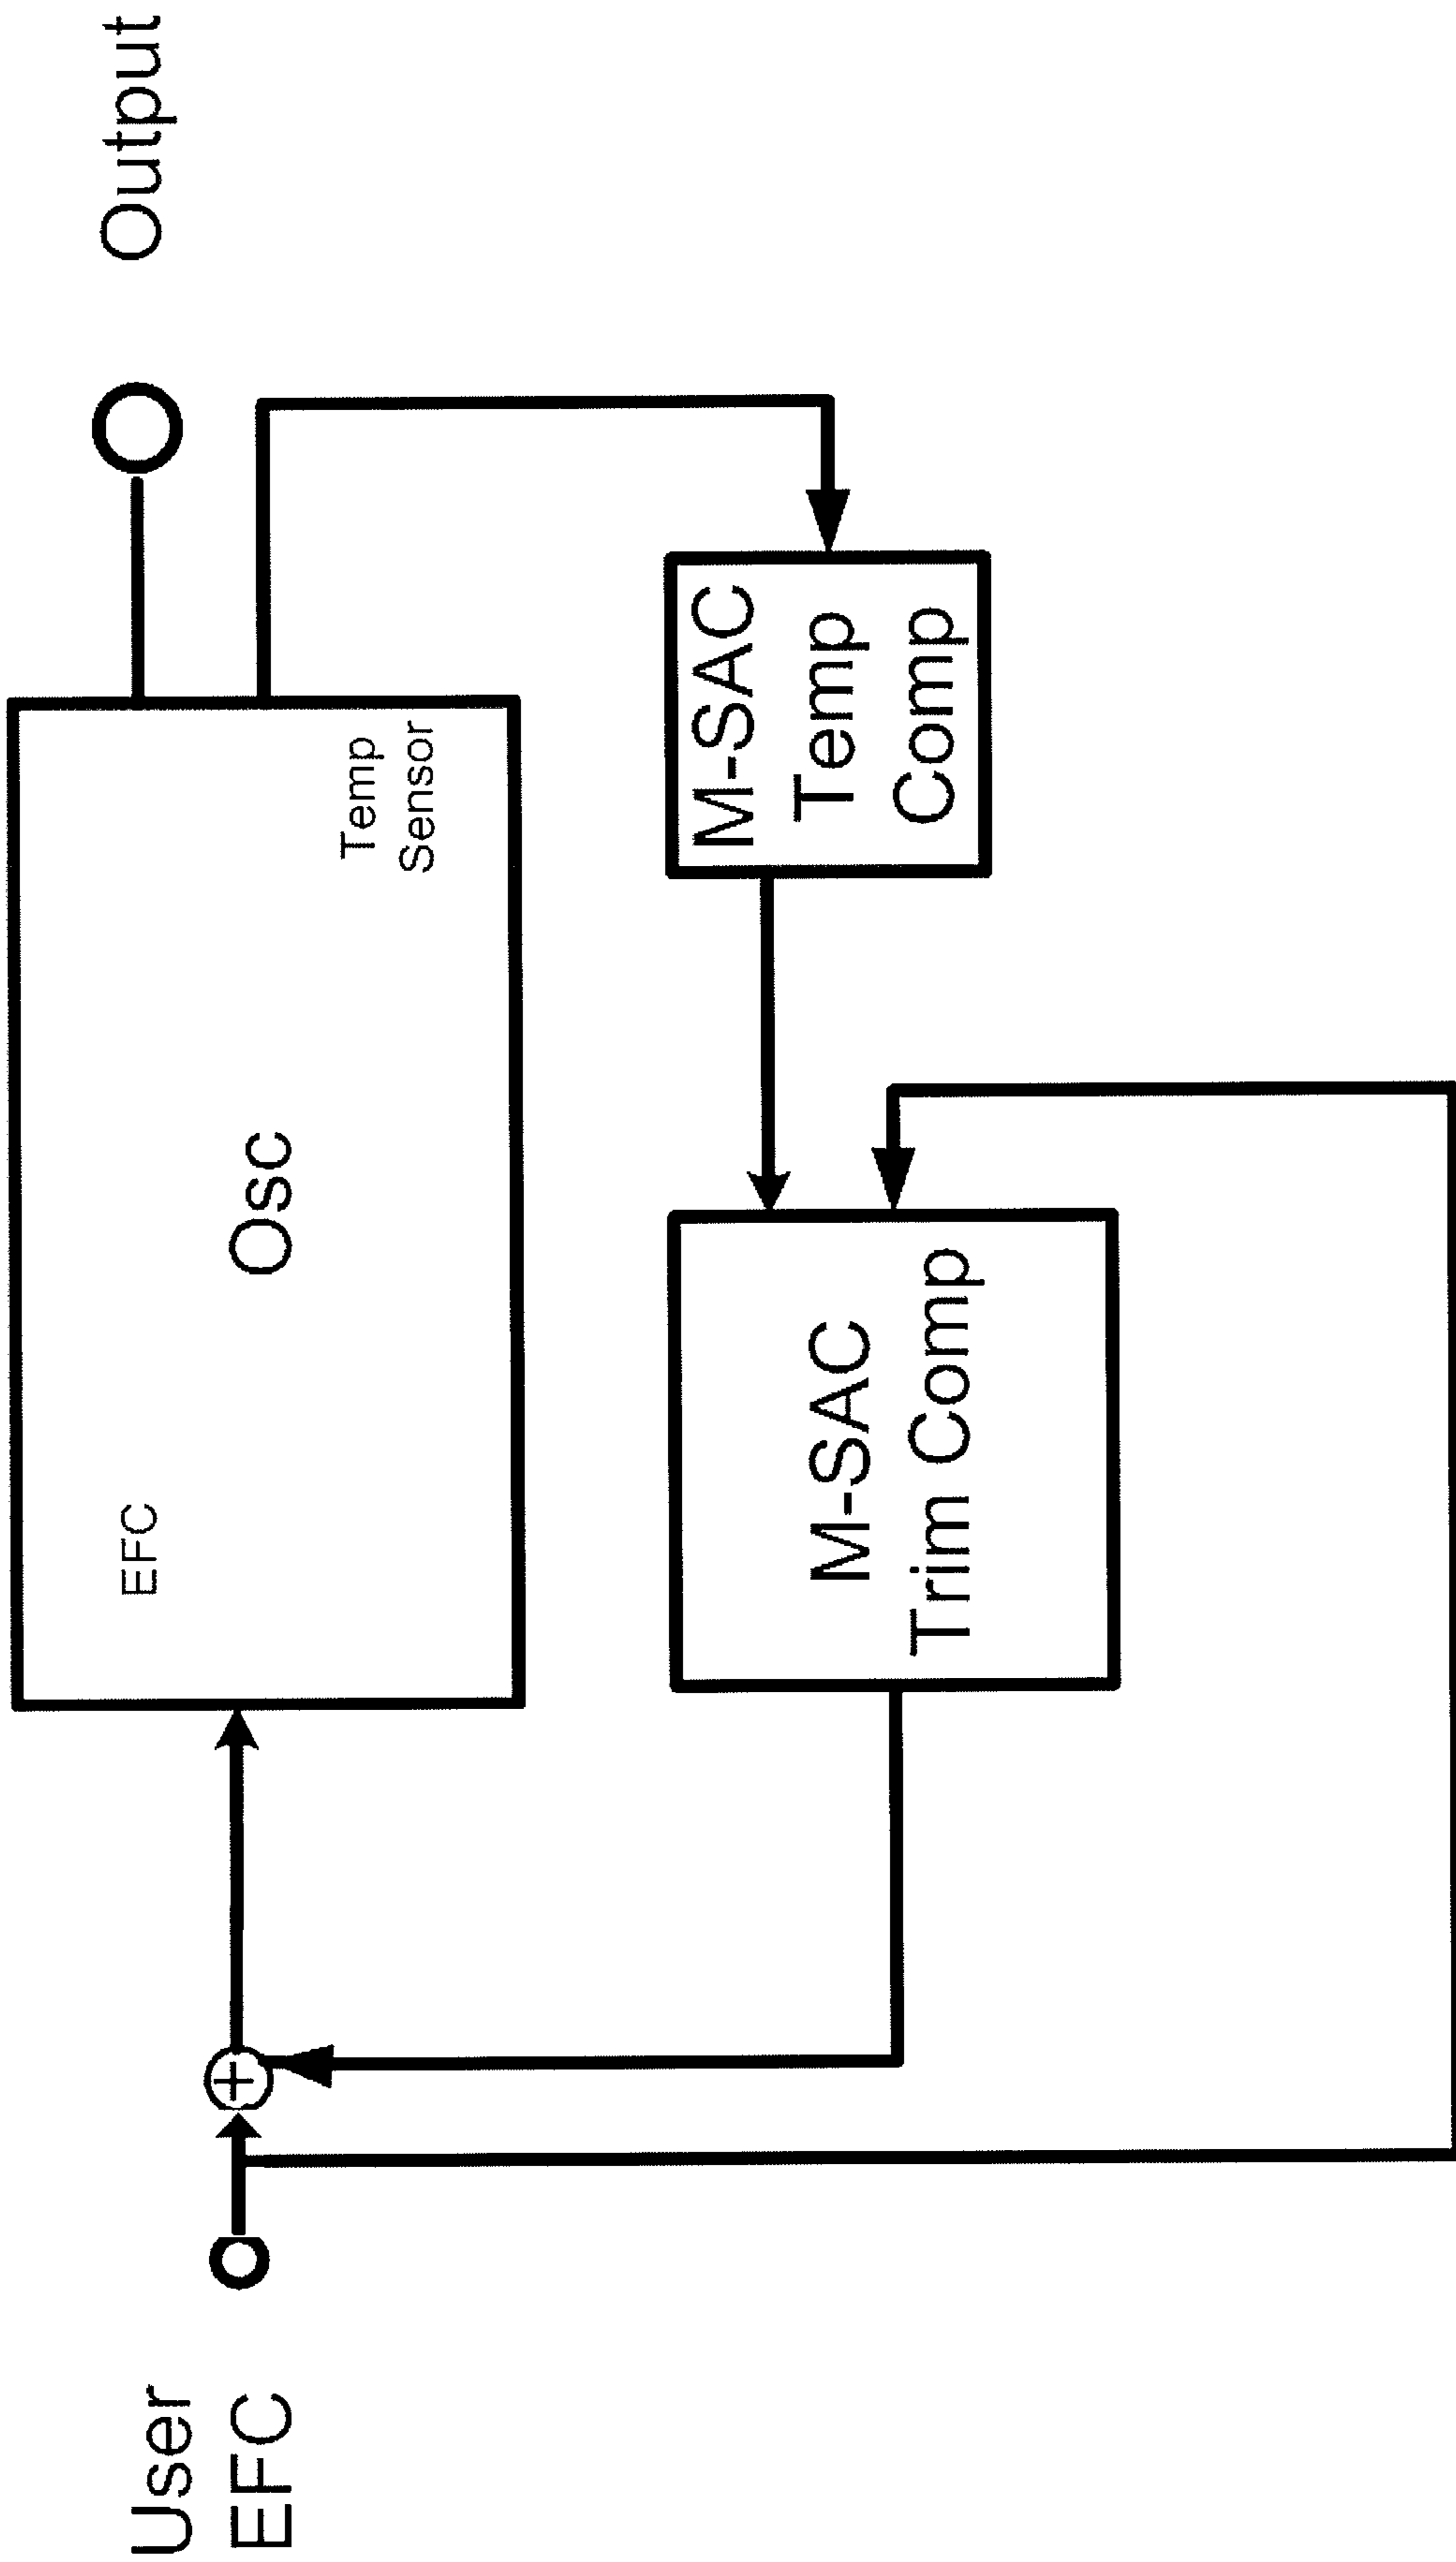 User
EFC
EFC
Osc
Temp
Sensor
Output
M-SAC
Trim Comp
M-SAC
Temp
Comp